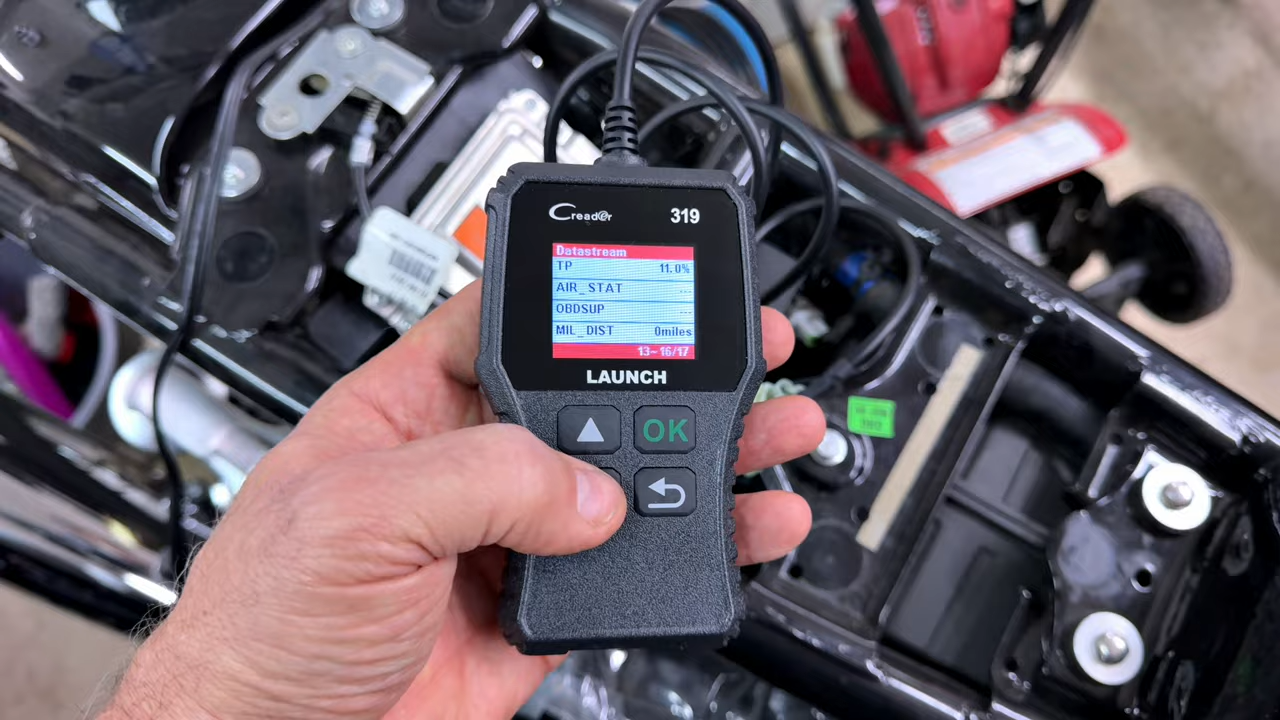 Creader 319
Datastream
TP 11.0%
AIR_STAT ---
OBDSUP ---
MIL_DIST 0miles
13~16/17
LAUNCH
OK